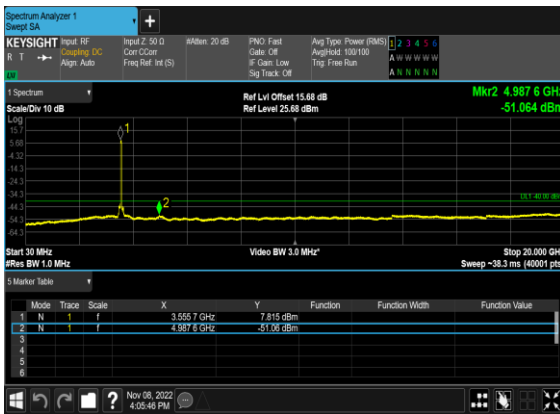 Spectrum Analyzer 1
Swept SA
KEYSIGHT Input: RF Input Z: 50 Ω #Atten: 20 dB PNO: Fast Avg Type: Power (RMS) 1 2 3 4 5 6
R T Coupling: DC Corr CCorr Gate: Off Avg|Hold: 100/100 A W W W W W
Align: Auto Freq Ref: Int (S) IF Gain: Low Trig: Free Run
Sig Track: Off A N N N N N
1 Spectrum Ref Lvl Offset 15.68 dB Mkr2 4.987 6 GHz
Scale/Div 10 dB Ref Level 25.68 dBm -51.064 dBm
Log
15.7
5.68
-4.32
-14.3
-24.3
-34.3
-44.3
-54.3
-64.3
1
2
Start 30 MHz Video BW 3.0 MHz* Stop 20.000 GH
#Res BW 1.0 MHz Sweep ~38.3 ms (40001 pts
5 Marker Table
Mode Trace Scale X Y Function Function Width Function Value
1 N 1 f 3.555 7 GHz 7.815 dBm
2 N 1 f 4.987 6 GHz -51.06 dBm
3
4
5
6
Nov 08, 2022
4:05:46 PM